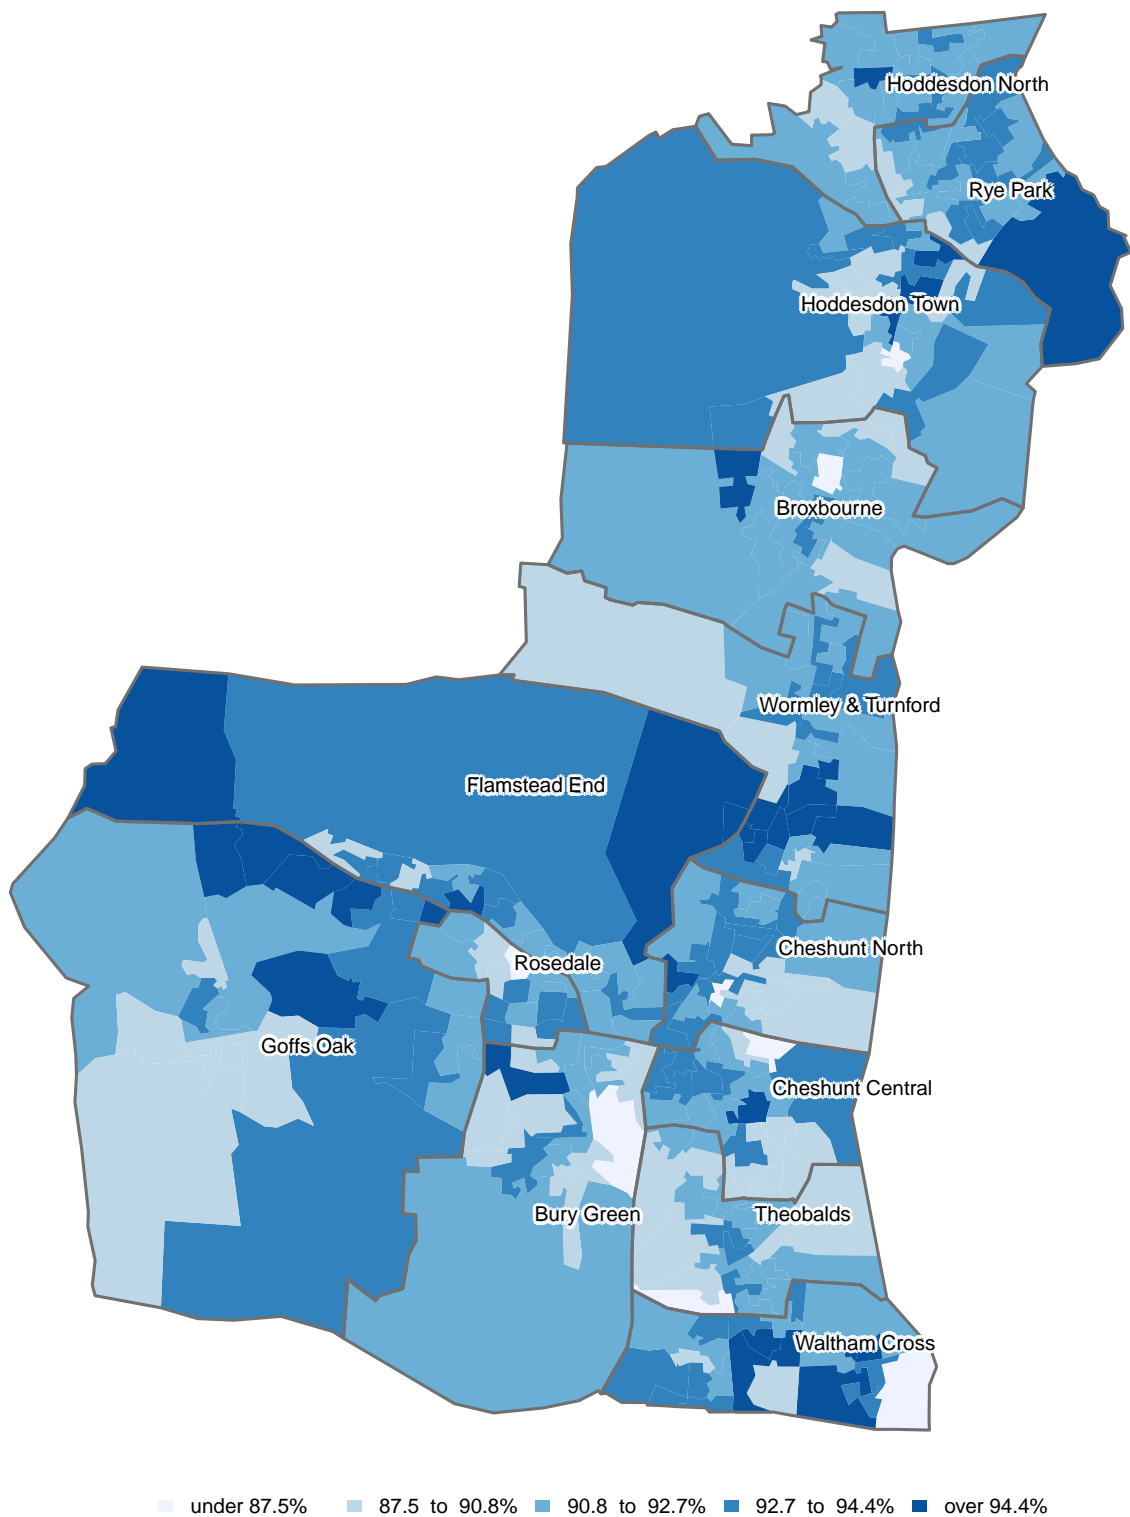 Hoddesdon North
Rye Park
Hoddesdon Town
Broxbourne
Wormley & Turnford
Flamstead End
Cheshunt North
Rosedale
Goffs Oak
Cheshunt Central
Bury Green
Theobalds
Waltham Cross
under 87.5% 87.5 to 90.8% 90.8 to 92.7% 92.7 to 94.4% over 94.4%